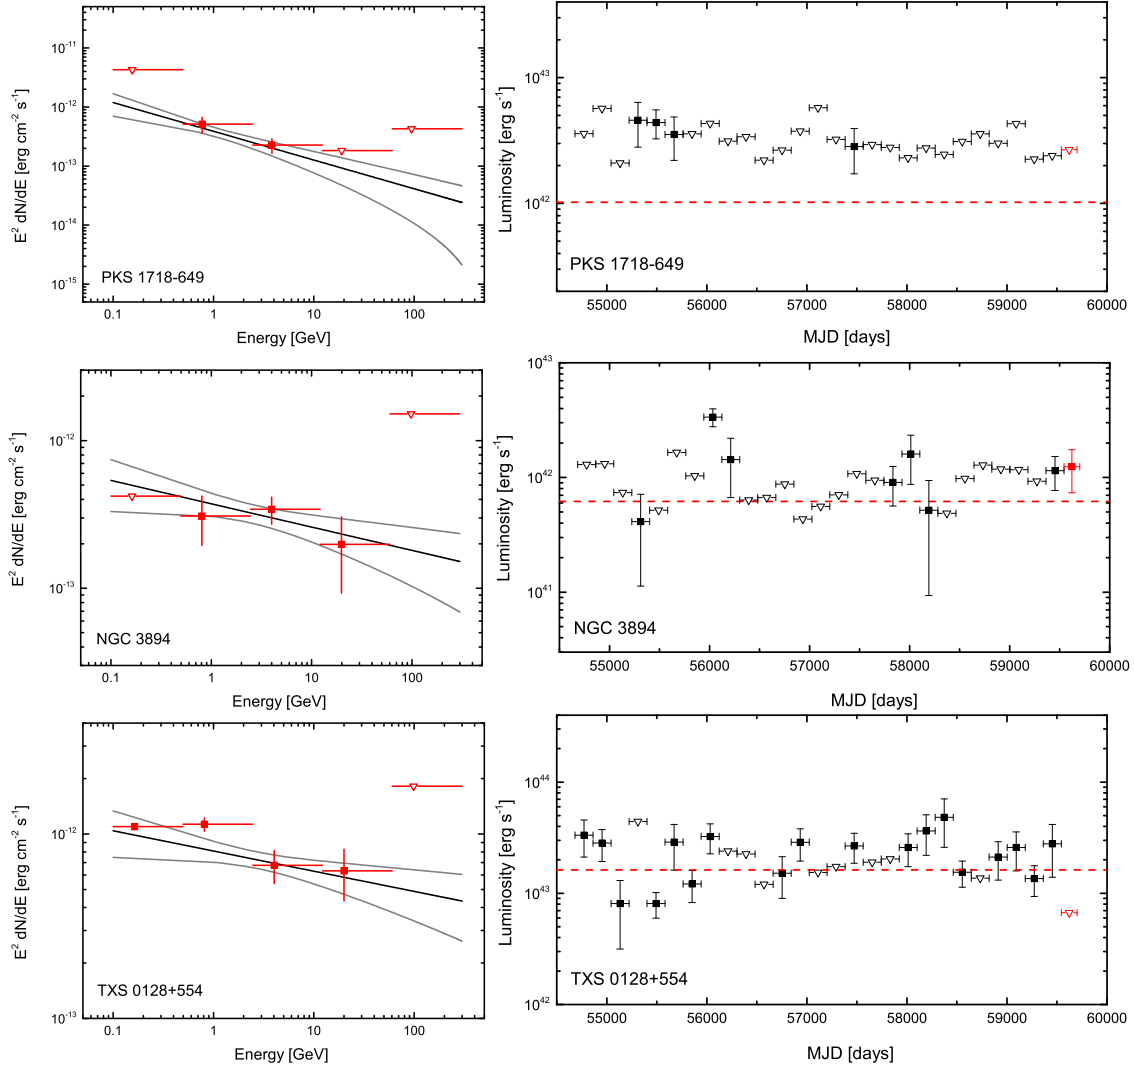 E² dN/dE [erg cm⁻² s⁻¹]
10⁻¹¹
10⁻¹²
10⁻¹³
10⁻¹⁴
10⁻¹⁵
PKS 1718-649
0.1 1 10 100
Energy [GeV]
Luminosity [erg s⁻¹]
10⁴³
10⁴²
PKS 1718-649
55000 56000 57000 58000 59000 60000
MJD [days]
E² dN/dE [erg cm⁻² s⁻¹]
10⁻¹²
10⁻¹³
NGC 3894
0.1 1 10 100
Energy [GeV]
Luminosity [erg s⁻¹]
10⁴³
10⁴²
10⁴¹
NGC 3894
55000 56000 57000 58000 59000 60000
MJD [days]
E² dN/dE [erg cm⁻² s⁻¹]
10⁻¹²
10⁻¹³
TXS 0128+554
0.1 1 10 100
Energy [GeV]
Luminosity [erg s⁻¹]
10⁴⁴
10⁴³
10⁴²
TXS 0128+554
55000 56000 57000 58000 59000 60000
MJD [days]